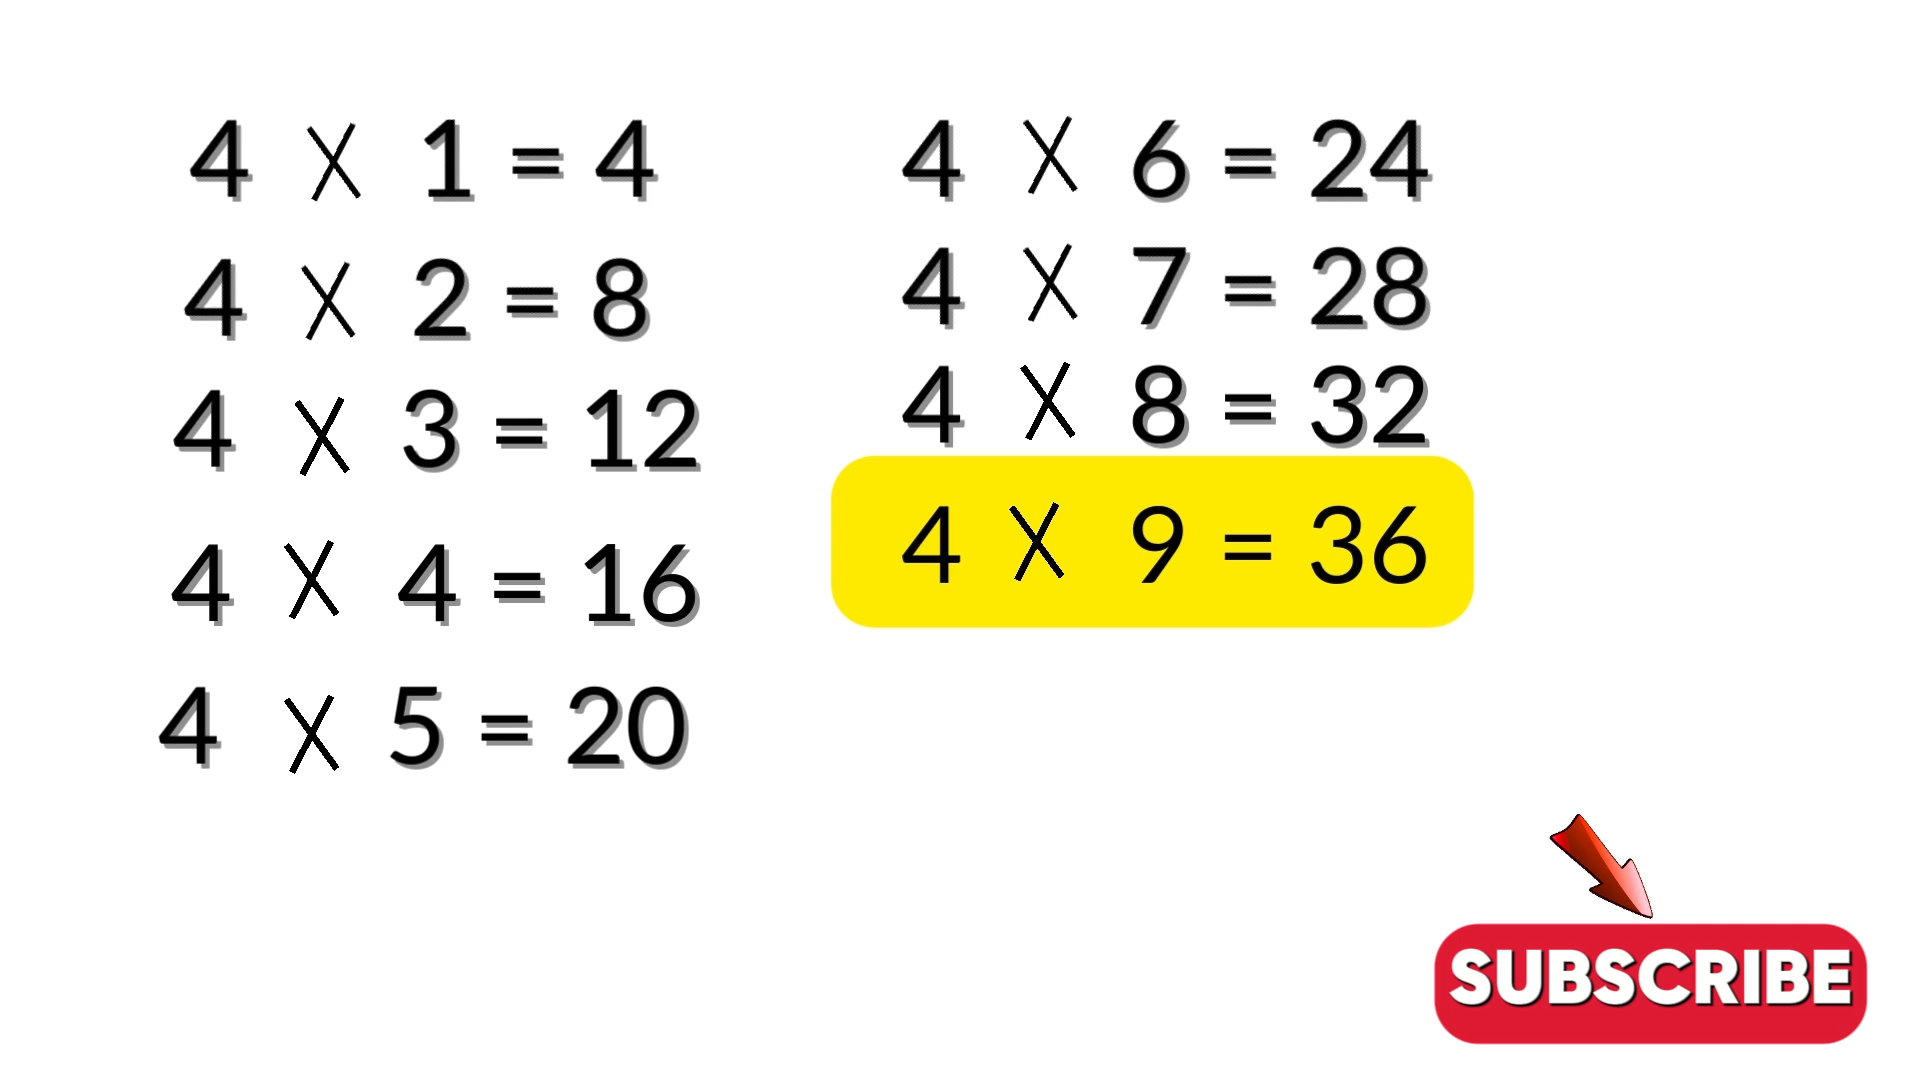 4 X 1 = 4
4 X 2 = 8
4 X 3 = 12
4 X 4 = 16
4 X 5 = 20
4 X 6 = 24
4 X 7 = 28
4 X 8 = 32
4 X 9 = 36
SUBSCRIBE